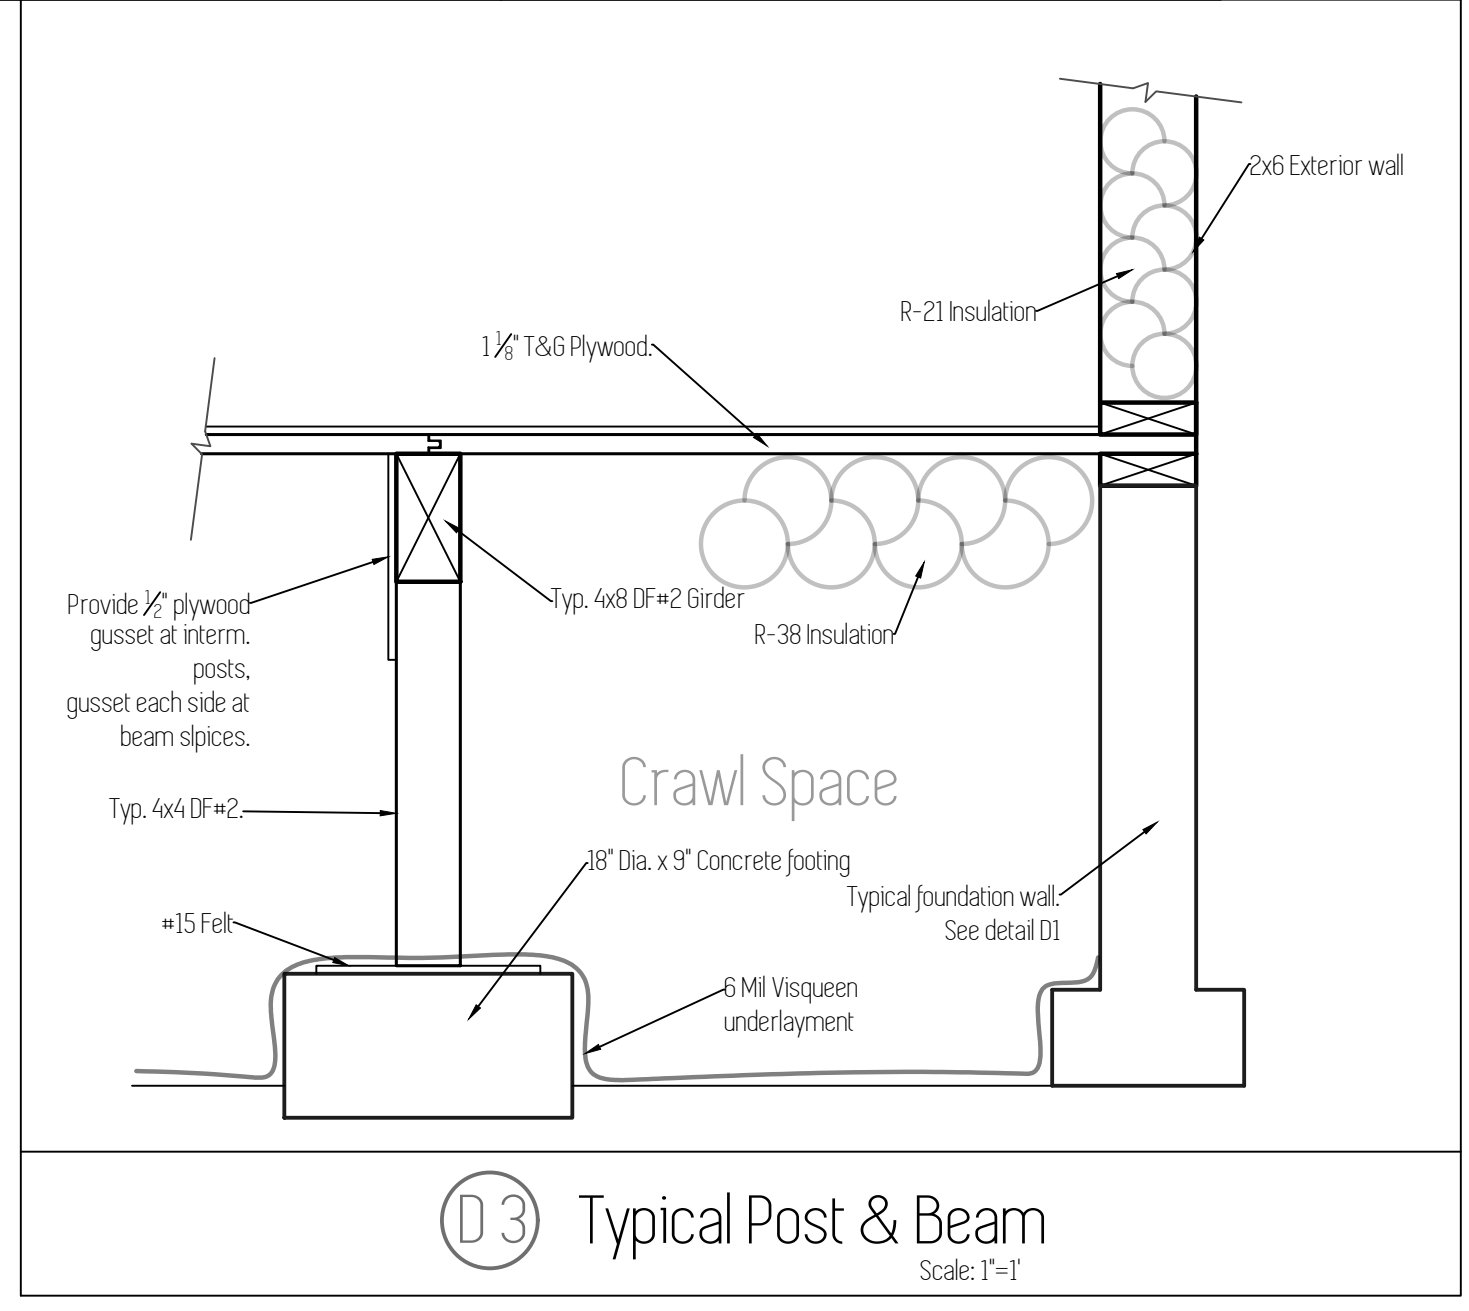 2x6 Exterior wall
R-21 Insulation
1 1/8" T&G Plywood.
Provide 1/2" plywood
gusset at interm.
posts,
gusset each side at
beam slpices.
Typ. 4x8 DF#2 Girder
R-38 Insulation
Crawl Space
Typ. 4x4 DF#2.
18" Dia. x 9" Concrete footing
Typical foundation wall.
See detail D1
#15 Felt
6 Mil Visqueen
underlayment
D 3
Typical Post & Beam
Scale: 1"=1'